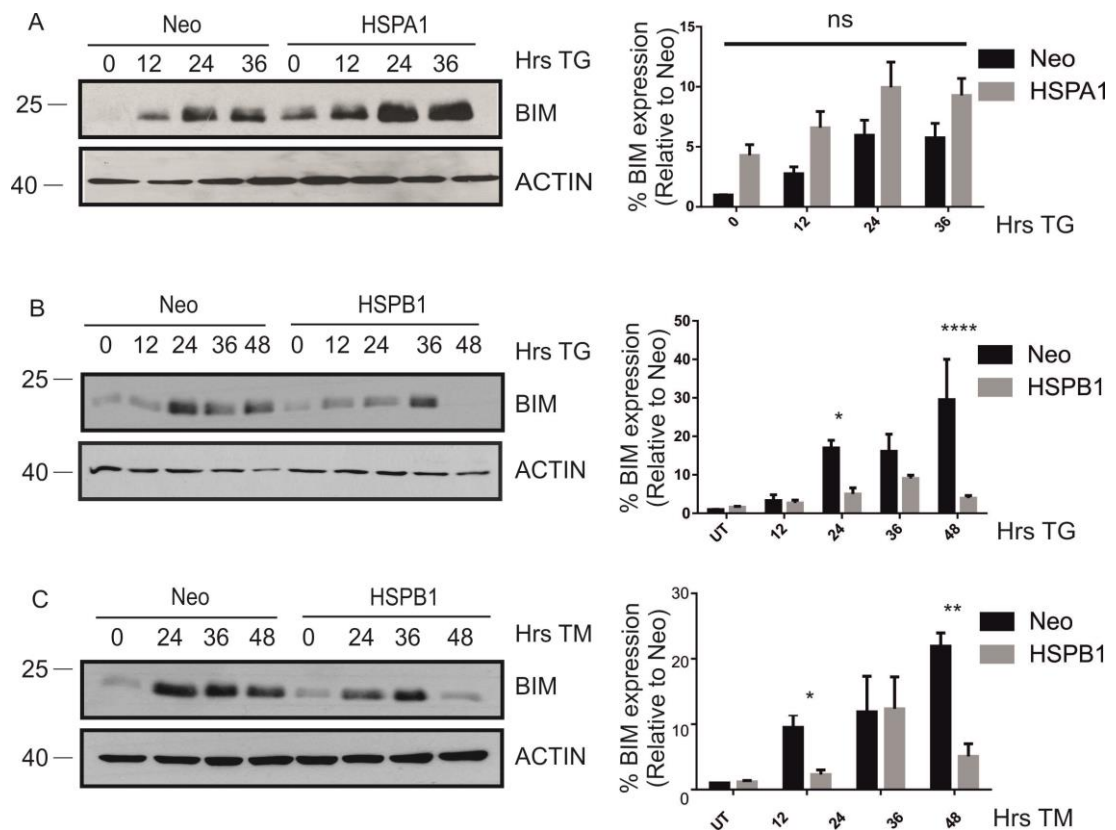 A
Neo HSPA1
0 12 24 36 0 12 24 36 Hrs TG
25 BIM
40 ACTIN
ns
% BIM expression
(Relative to Neo)
15
10
5
0
0 12 24 36 Hrs TG
Neo
HSPA1
B
Neo HSPB1
0 12 24 36 48 0 12 24 36 48 Hrs TG
25 BIM
40 ACTIN
% BIM expression
(Relative to Neo)
50
40
30
20
10
0
* ****
UT 12 24 36 48 Hrs TG
Neo
HSPB1
C
Neo HSPB1
0 24 36 48 0 24 36 48 Hrs TM
25 BIM
40 ACTIN
% BIM expression
(Relative to Neo)
30
20
10
0
* **
UT 12 24 36 48 Hrs TM
Neo
HSPB1